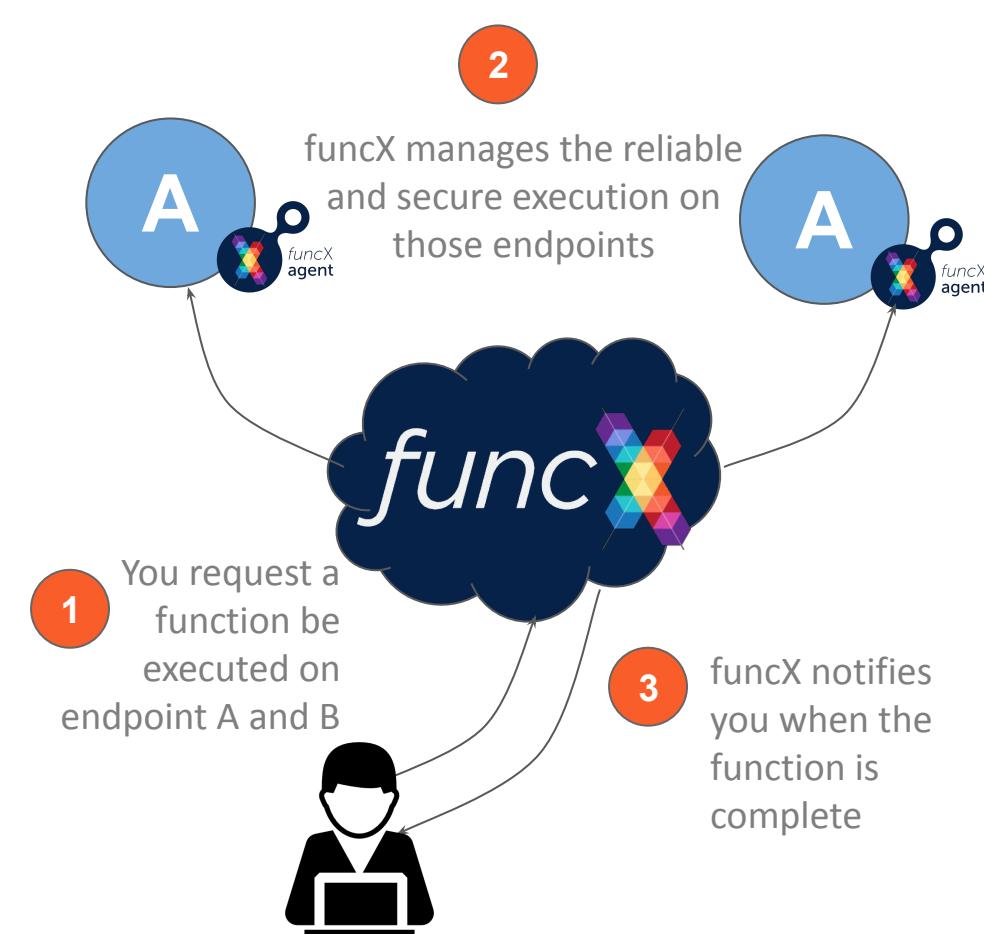 2
funcX manages the reliable
and secure execution on
those endpoints
A
funcX
agent
A
funcX
agent
funcX
1
You request a
function be
executed on
endpoint A and B
3
funcX notifies
you when the
function is
complete